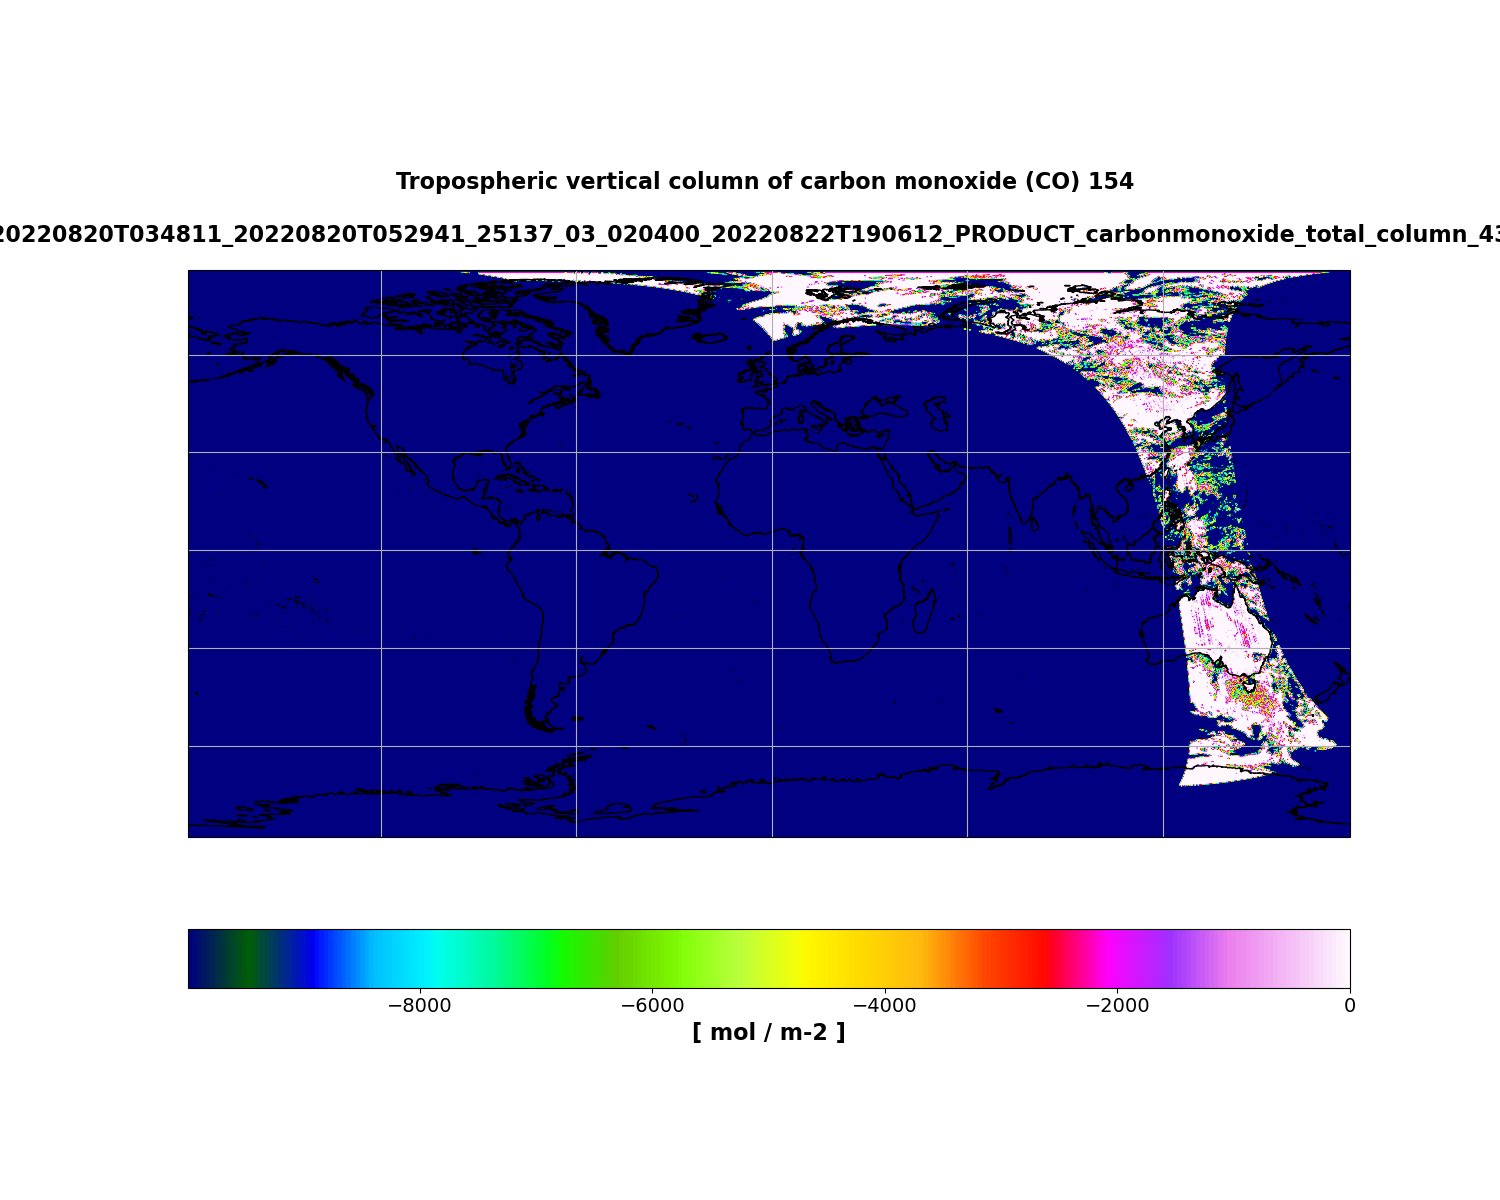 Tropospheric vertical column of carbon monoxide (CO) 154
20220820T034811_20220820T052941_25137_03_020400_20220822T190612_PRODUCT_carbonmonoxide_total_column_43
−8000 −6000 −4000 −2000 0
[ mol / m-2 ]